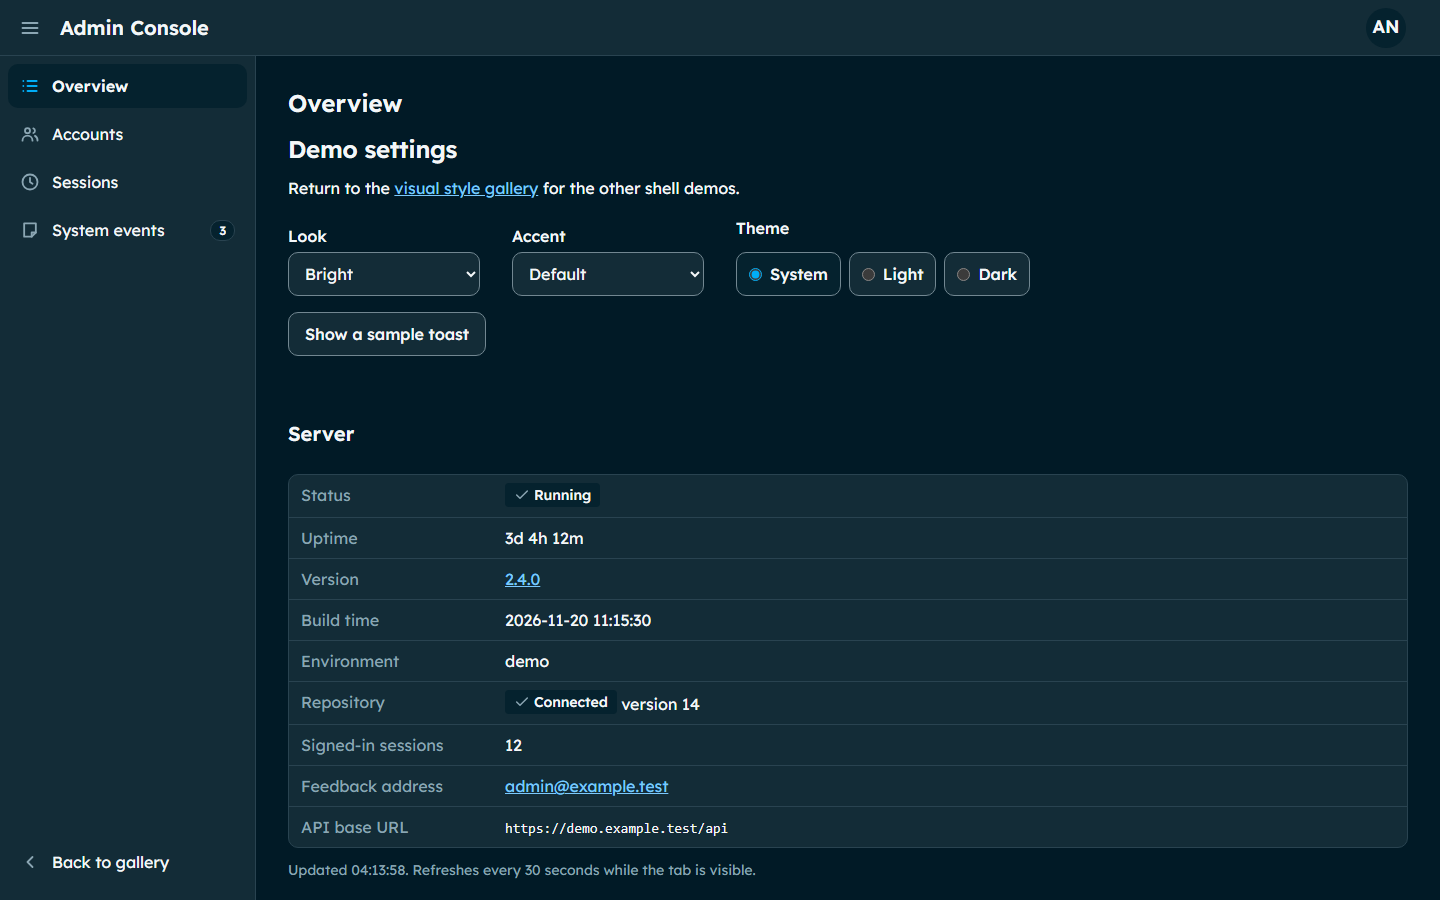 Admin Console
AN
Overview
Accounts
Sessions
System events 3
Back to gallery
Overview
Demo settings
Return to the visual style gallery for the other shell demos.
Look
Bright
Accent
Default
Theme
System Light Dark
Show a sample toast
Server
Status Running
Uptime 3d 4h 12m
Version 2.4.0
Build time 2026-11-20 11:15:30
Environment demo
Repository Connected version 14
Signed-in sessions 12
Feedback address admin@example.test
API base URL https://demo.example.test/api
Updated 04:13:58. Refreshes every 30 seconds while the tab is visible.